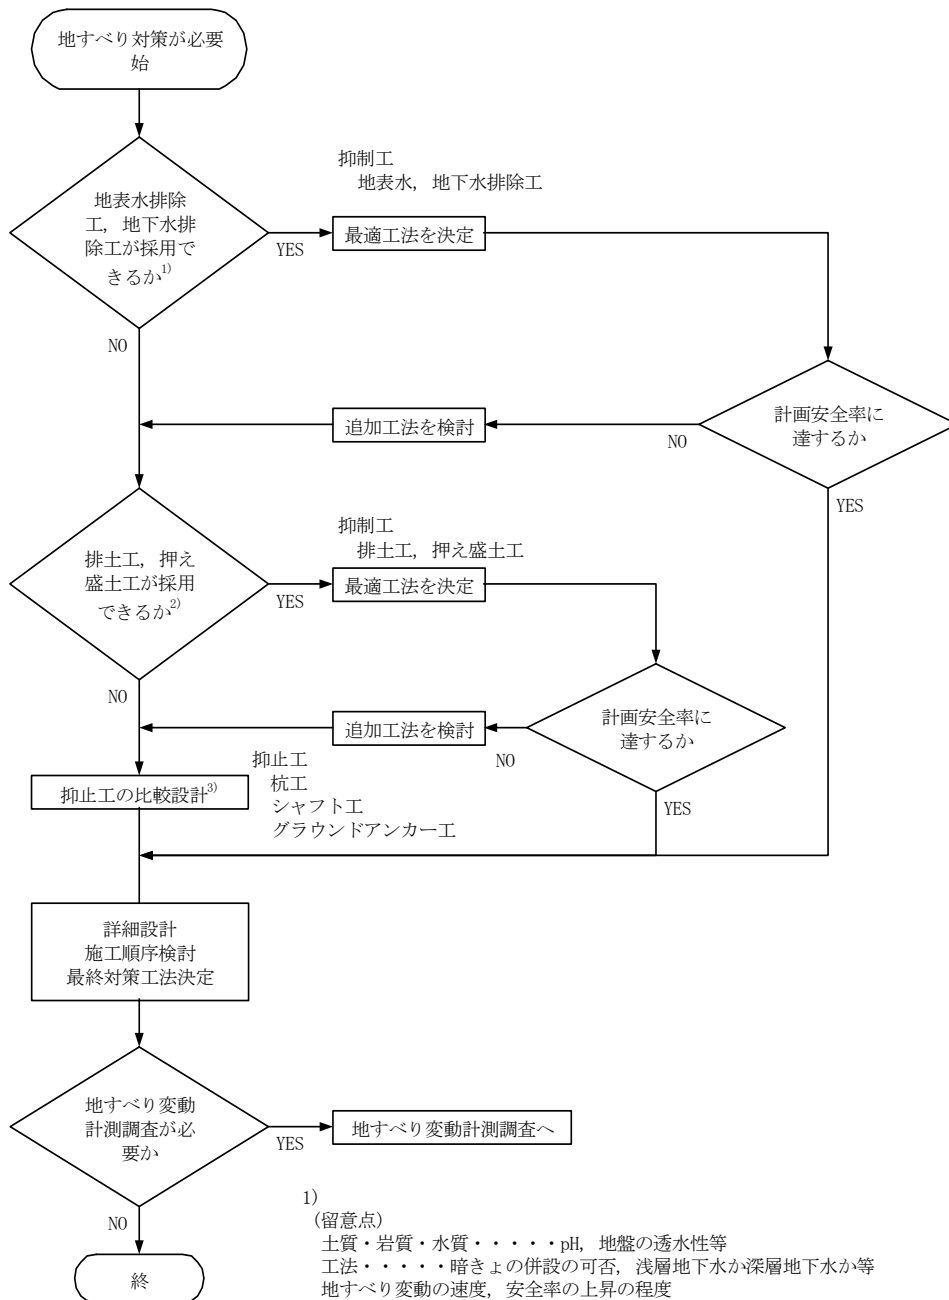 地すべり対策が必要
始
地表水排除
工, 地下水排
除工が採用で
きるか1)
YES
NO
抑制工
地表水, 地下水排除工
最適工法を決定
計画安全率に
達するか
NO
YES
追加工法を検討
排土工, 押え
盛土工が採用
できるか2)
YES
NO
抑制工
排土工, 押え盛土工
最適工法を決定
計画安全率に
達するか
NO
YES
追加工法を検討
抑止工の比較設計3)
抑止工
杭工
シャフト工
グラウンドアンカー工
詳細設計
施工順序検討
最終対策工法決定
地すべり変動
計測調査が必
要か
YES
地すべり変動計測調査へ
NO
終
1)
(留意点)
土質・岩質・水質・・・・・pH, 地盤の透水性等
工法・・・・・暗きょの併設の可否, 浅層地下水か深層地下水か等
地すべり変動の速度, 安全率の上昇の程度